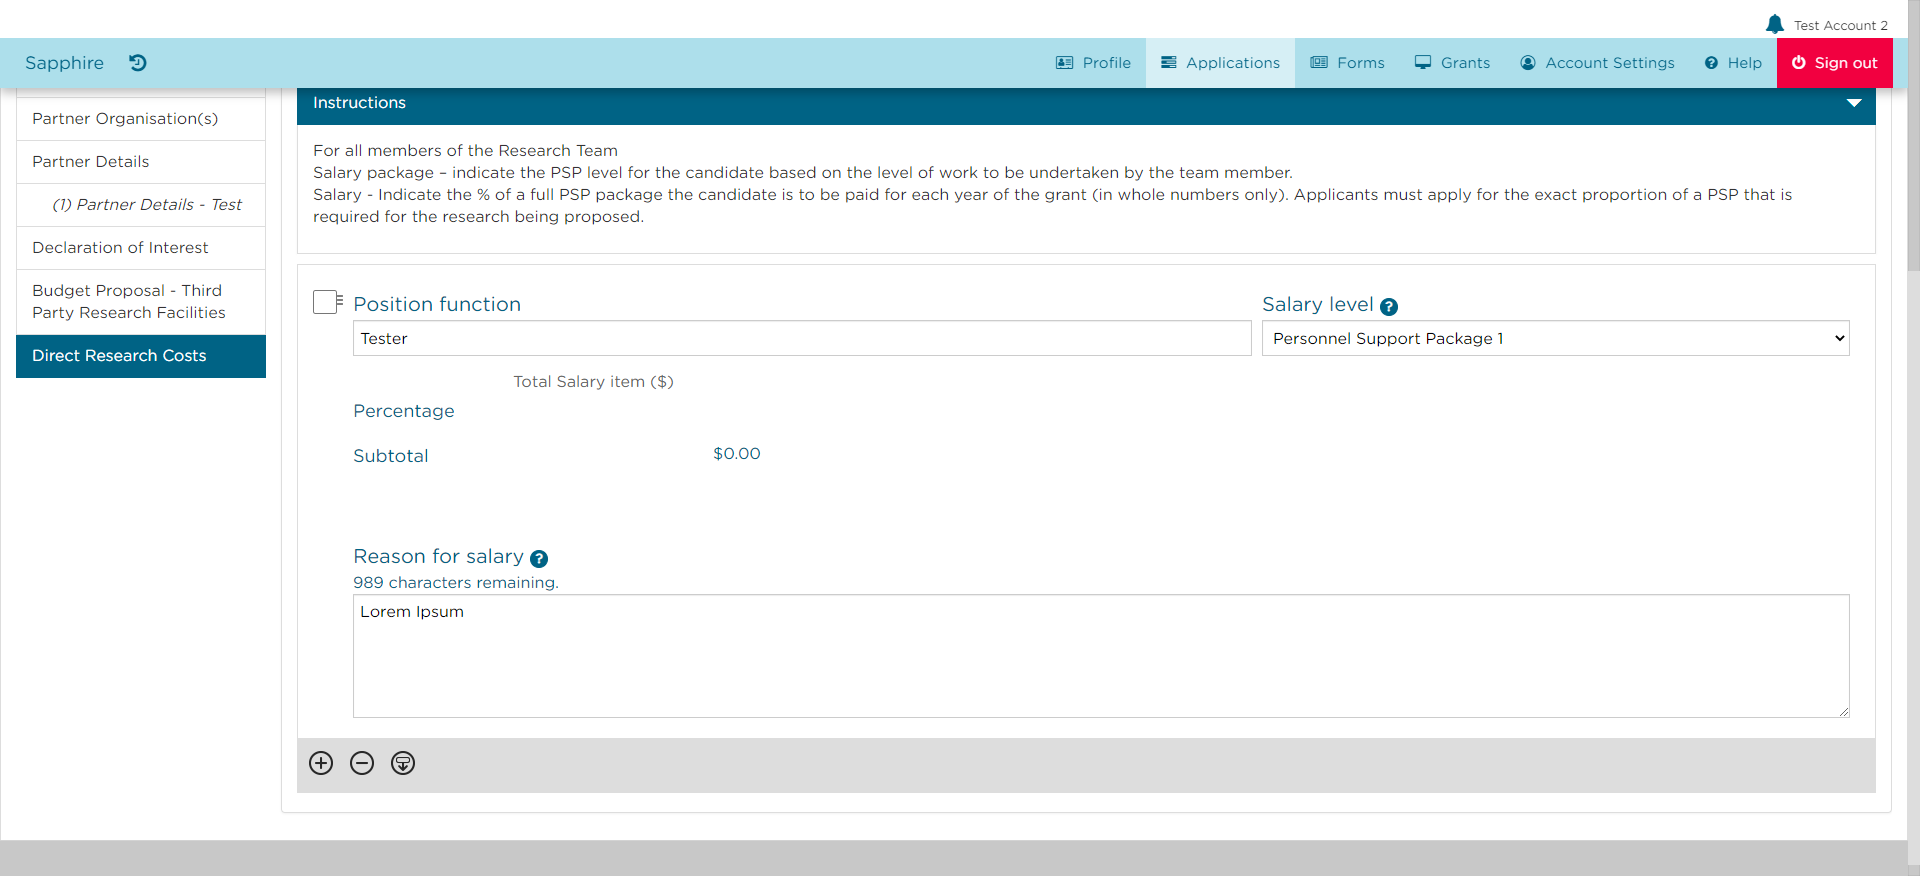 Test Account 2
Sapphire
Profile
Applications
Forms
Grants
Account Settings
Help
Sign out
Partner Organisation(s)
Partner Details
(1) Partner Details - Test
Declaration of Interest
Budget Proposal - Third
Party Research Facilities
Direct Research Costs
Instructions
For all members of the Research Team
Salary package – indicate the PSP level for the candidate based on the level of work to be undertaken by the team member.
Salary - Indicate the % of a full PSP package the candidate is to be paid for each year of the grant (in whole numbers only). Applicants must apply for the exact proportion of a PSP that is
required for the research being proposed.
Position function
Salary level
Tester
Personnel Support Package 1
Total Salary item ($)
Percentage
Subtotal
$0.00
Reason for salary
989 characters remaining.
Lorem Ipsum